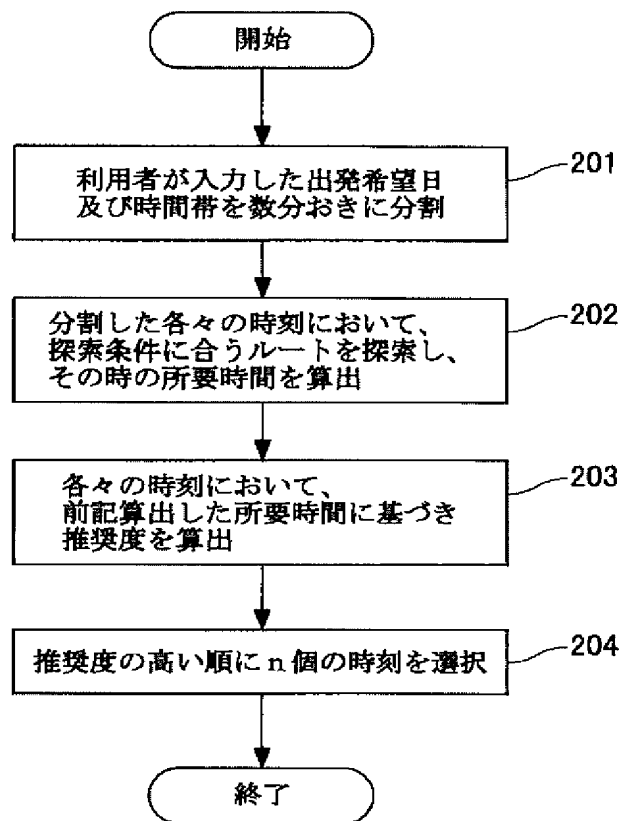 開始
利用者が入力した出発希望日
及び時間帯を数分おきに分割
201
分割した各々の時刻において、
探索条件に合うルートを探索し、
その時の所要時間を算出
202
各々の時刻において、
前記算出した所要時間に基づき
推奨度を算出
203
推奨度の高い順にn個の時刻を選択
204
終了